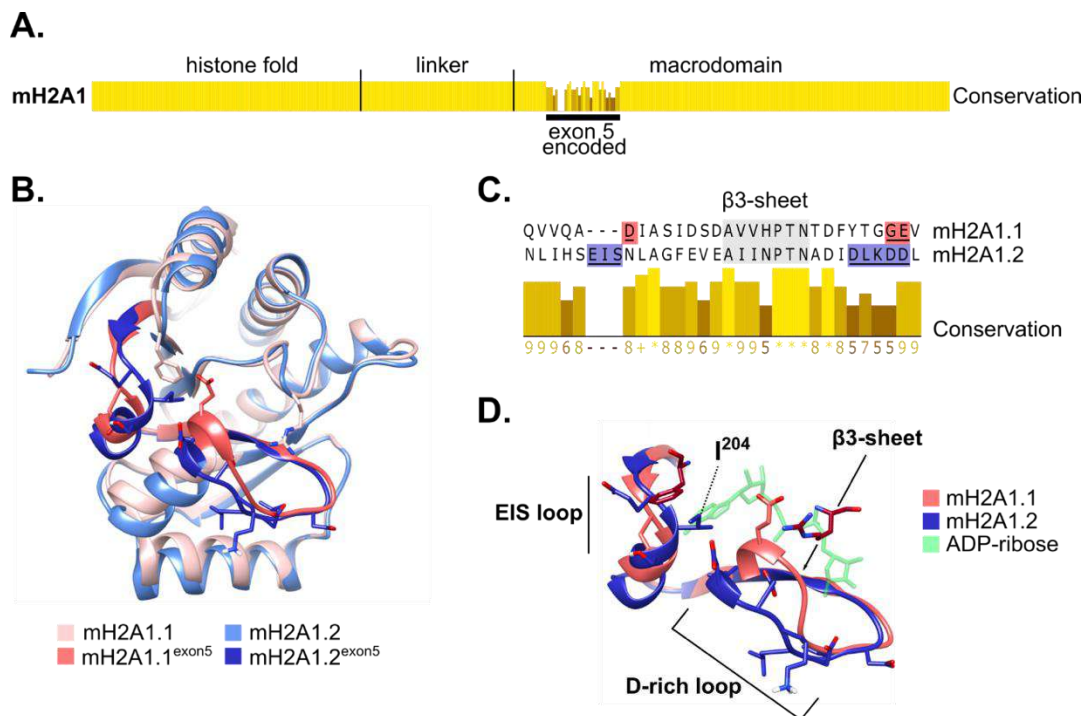 A.
histone fold
linker
macrodomain
mH2A1
Conservation
exon 5
encoded
B.
mH2A1.1
mH2A1.2
mH2A1.1exon5
mH2A1.2exon5
C.
β3-sheet
QVVQA---DIASIDSDAVVHPTNTDFYTGGEV mH2A1.1
NLIHSEISNLAGFEVEAIINPTNADIDLKDDL mH2A1.2
Conservation
99968---8+*88969*995***8*8575599
D.
I204
β3-sheet
EIS loop
D-rich loop
mH2A1.1
mH2A1.2
ADP-ribose